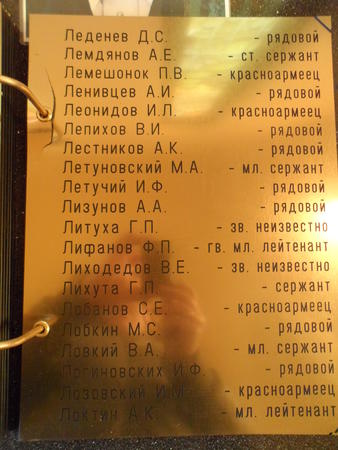 Леденев Д.С. - рядовой
Лемдянов А.Е. - ст. сержант
Лемешонок П.В. - красноармеец
Ленивцев А.И. - рядовой
Леонидов И.Л. - красноармеец
Лепихов В.И. - рядовой
Лестников А.К. - рядовой
Летуновский М.А. - мл. сержант
Летучий И.Ф. - рядовой
Лизунов А.А. - рядовой
Литуха Г.П. - зв. неизвестно
Лифанов Ф.П. - гв. мл. лейтенант
Лиходедов В.Е. - зв. неизвестно
Лихута Г.П. - сержант
Лобанов С.Е. - красноармеец
Лобкин М.С. - рядовой
Ловкий В.А. - мл. сержант
Логиновских И.Ф. - рядовой
Лозовский И.М. - красноармеец
Локтин А.К. - мл. лейтенант